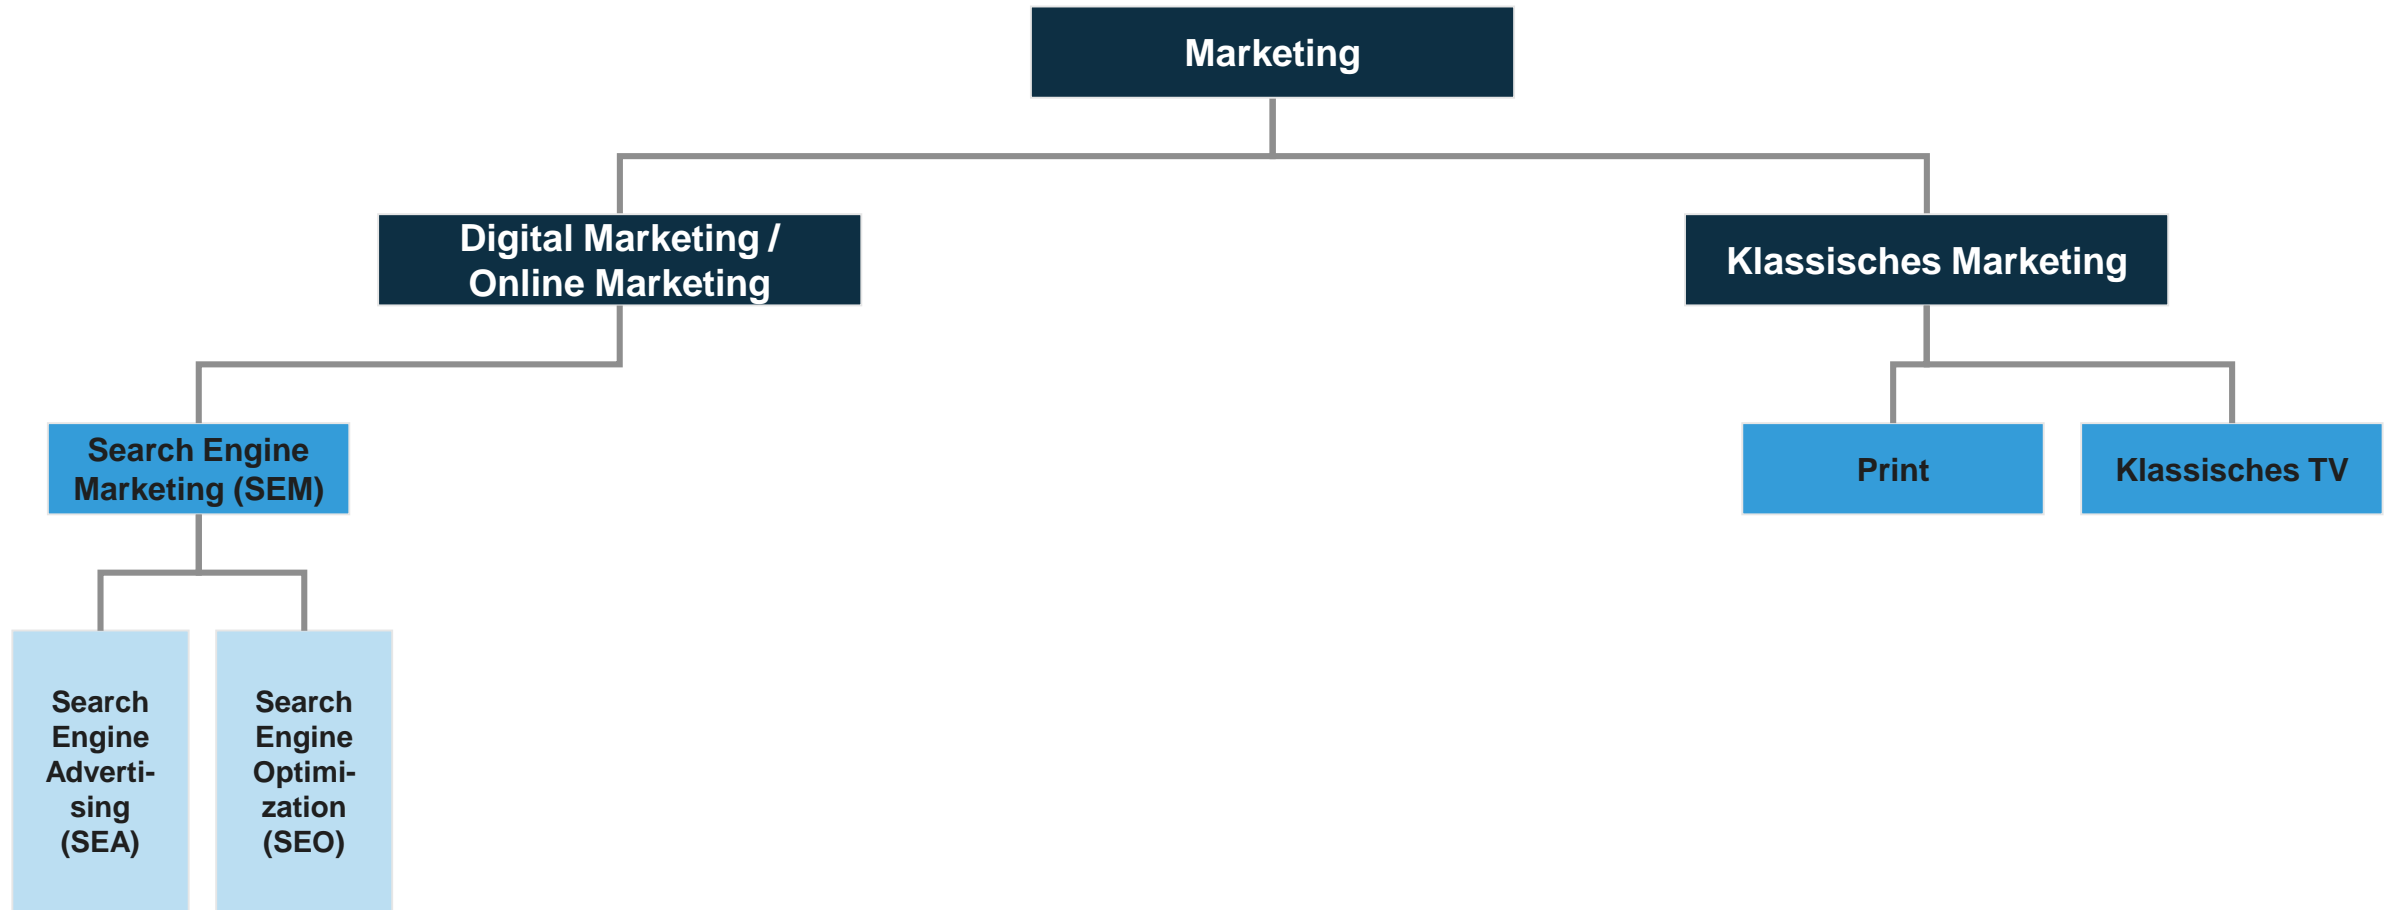 Marketing
Digital Marketing /
Online Marketing
Klassisches Marketing
Search Engine
Marketing (SEM)
Print
Klassisches TV
Search
Engine
Adverti-
sing
(SEA)
Search
Engine
Optimi-
zation
(SEO)